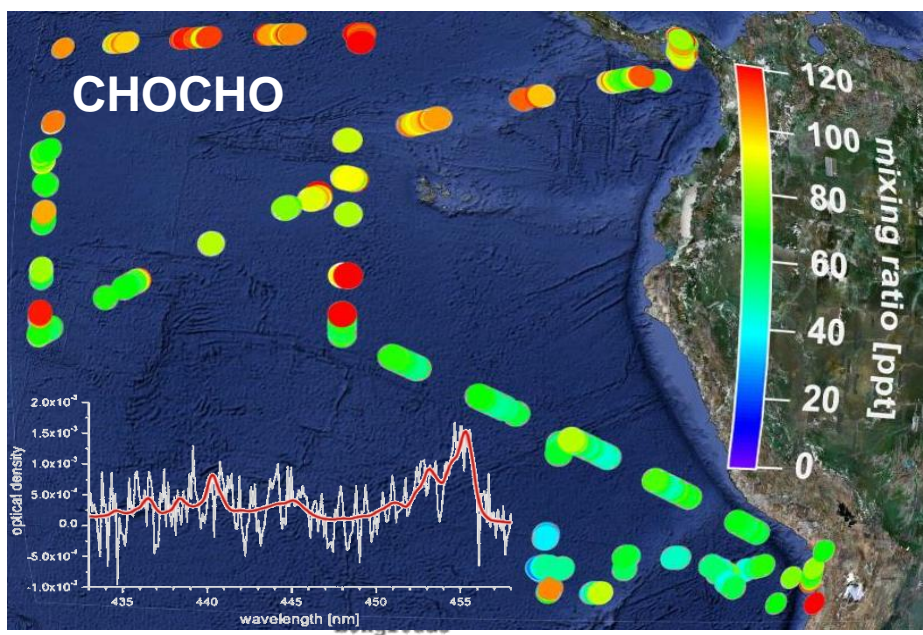 CHOCHO
120
100
80
60
40
20
0
mixing ratio [ppt]
2.0x10⁻³
1.5x10⁻³
1.0x10⁻³
5.0x10⁻⁴
0.0
-5.0x10⁻⁴
-1.0x10⁻³
optical density
435 440 445 450 455
wavelength [nm]